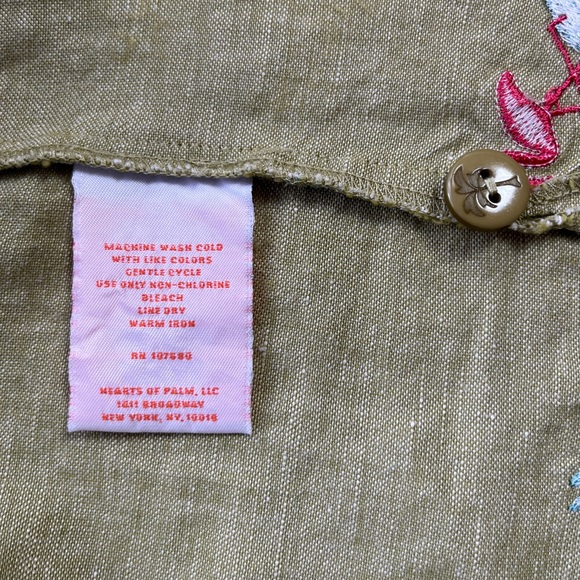 MACHINE WASH COLD
WITH LIKE COLORS
GENTLE CYCLE
USE ONLY NON-CHLORINE
BLEACH
LINE DRY
WARM IRON
RN 107580
HEARTS OF PALM, LLC
1411 BROADWAY
NEW YORK, NY, 10018